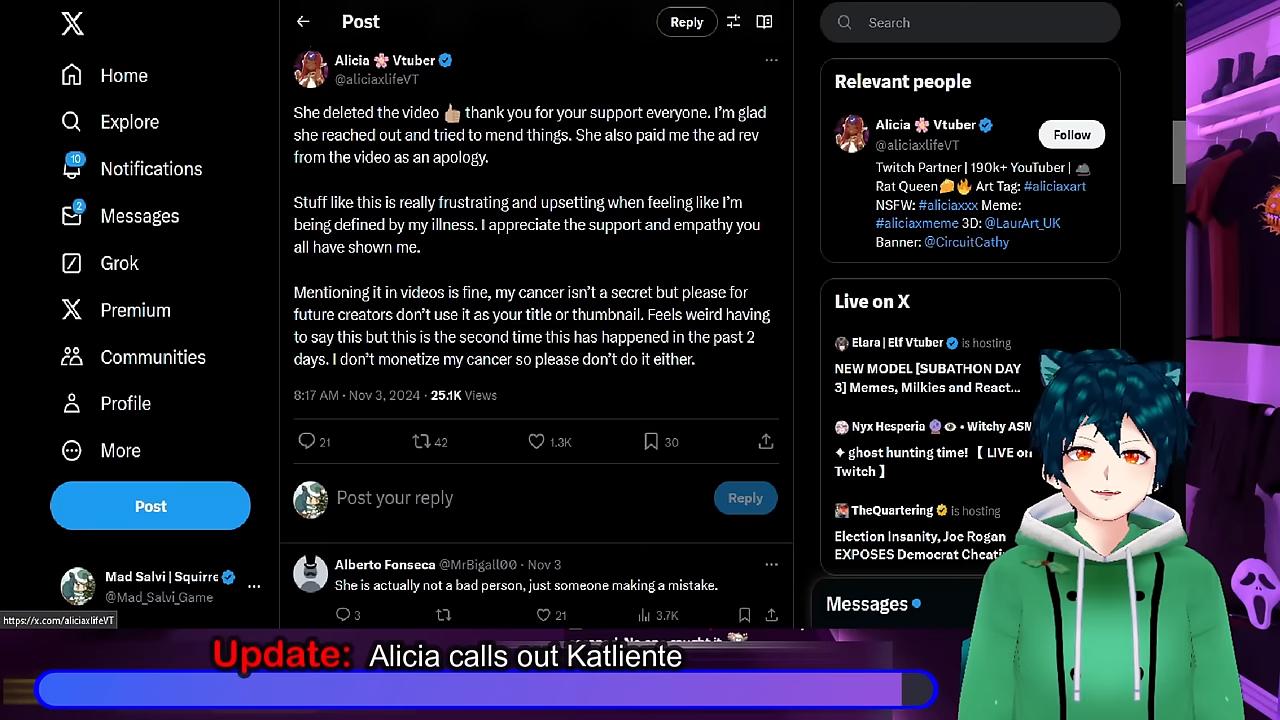 Post
Reply
Search
Home
Explore
10
Notifications
2
Messages
Grok
Premium
Communities
Profile
More
Post
Mad Salvi | Squirre
@Mad_Salvi_Game
https://x.com/aliciaxlifeVT
Alicia 🌸 Vtuber
@aliciaxlifeVT
She deleted the video 👍🏼 thank you for your support everyone. I'm glad
she reached out and tried to mend things. She also paid me the ad rev
from the video as an apology.
Stuff like this is really frustrating and upsetting when feeling like I'm
being defined by my illness. I appreciate the support and empathy you
all have shown me.
Mentioning it in videos is fine, my cancer isn't a secret but please for
future creators don't use it as your title or thumbnail. Feels weird having
to say this but this is the second time this has happened in the past 2
days. I don't monetize my cancer so please don't do it either.
8:17 AM · Nov 3, 2024 · 25.1K Views
21 42 1.3K 30
Post your reply
Reply
Alberto Fonseca @MrBigall00 · Nov 3
She is actually not a bad person, just someone making a mistake.
3 21 3.7K
Relevant people
Alicia 🌸 Vtuber
@aliciaxlifeVT
Follow
Twitch Partner | 190k+ YouTuber | 🐀
Rat Queen🧀🔥 Art Tag: #aliciaxart
NSFW: #aliciaxxx Meme:
#aliciaxmeme 3D: @LaurArt_UK
Banner: @CircuitCathy
Live on X
Elara | Elf Vtuber is hosting
NEW MODEL [SUBATHON DAY
3] Memes, Milkies and React...
Nyx Hesperia 🔮👁 • Witchy ASM
✦ ghost hunting time! 【 LIVE on
Twitch 】
TheQuartering is hosting
Election Insanity, Joe Rogan
EXPOSES Democrat Cheati
Messages
Update: Alicia calls out Katliente